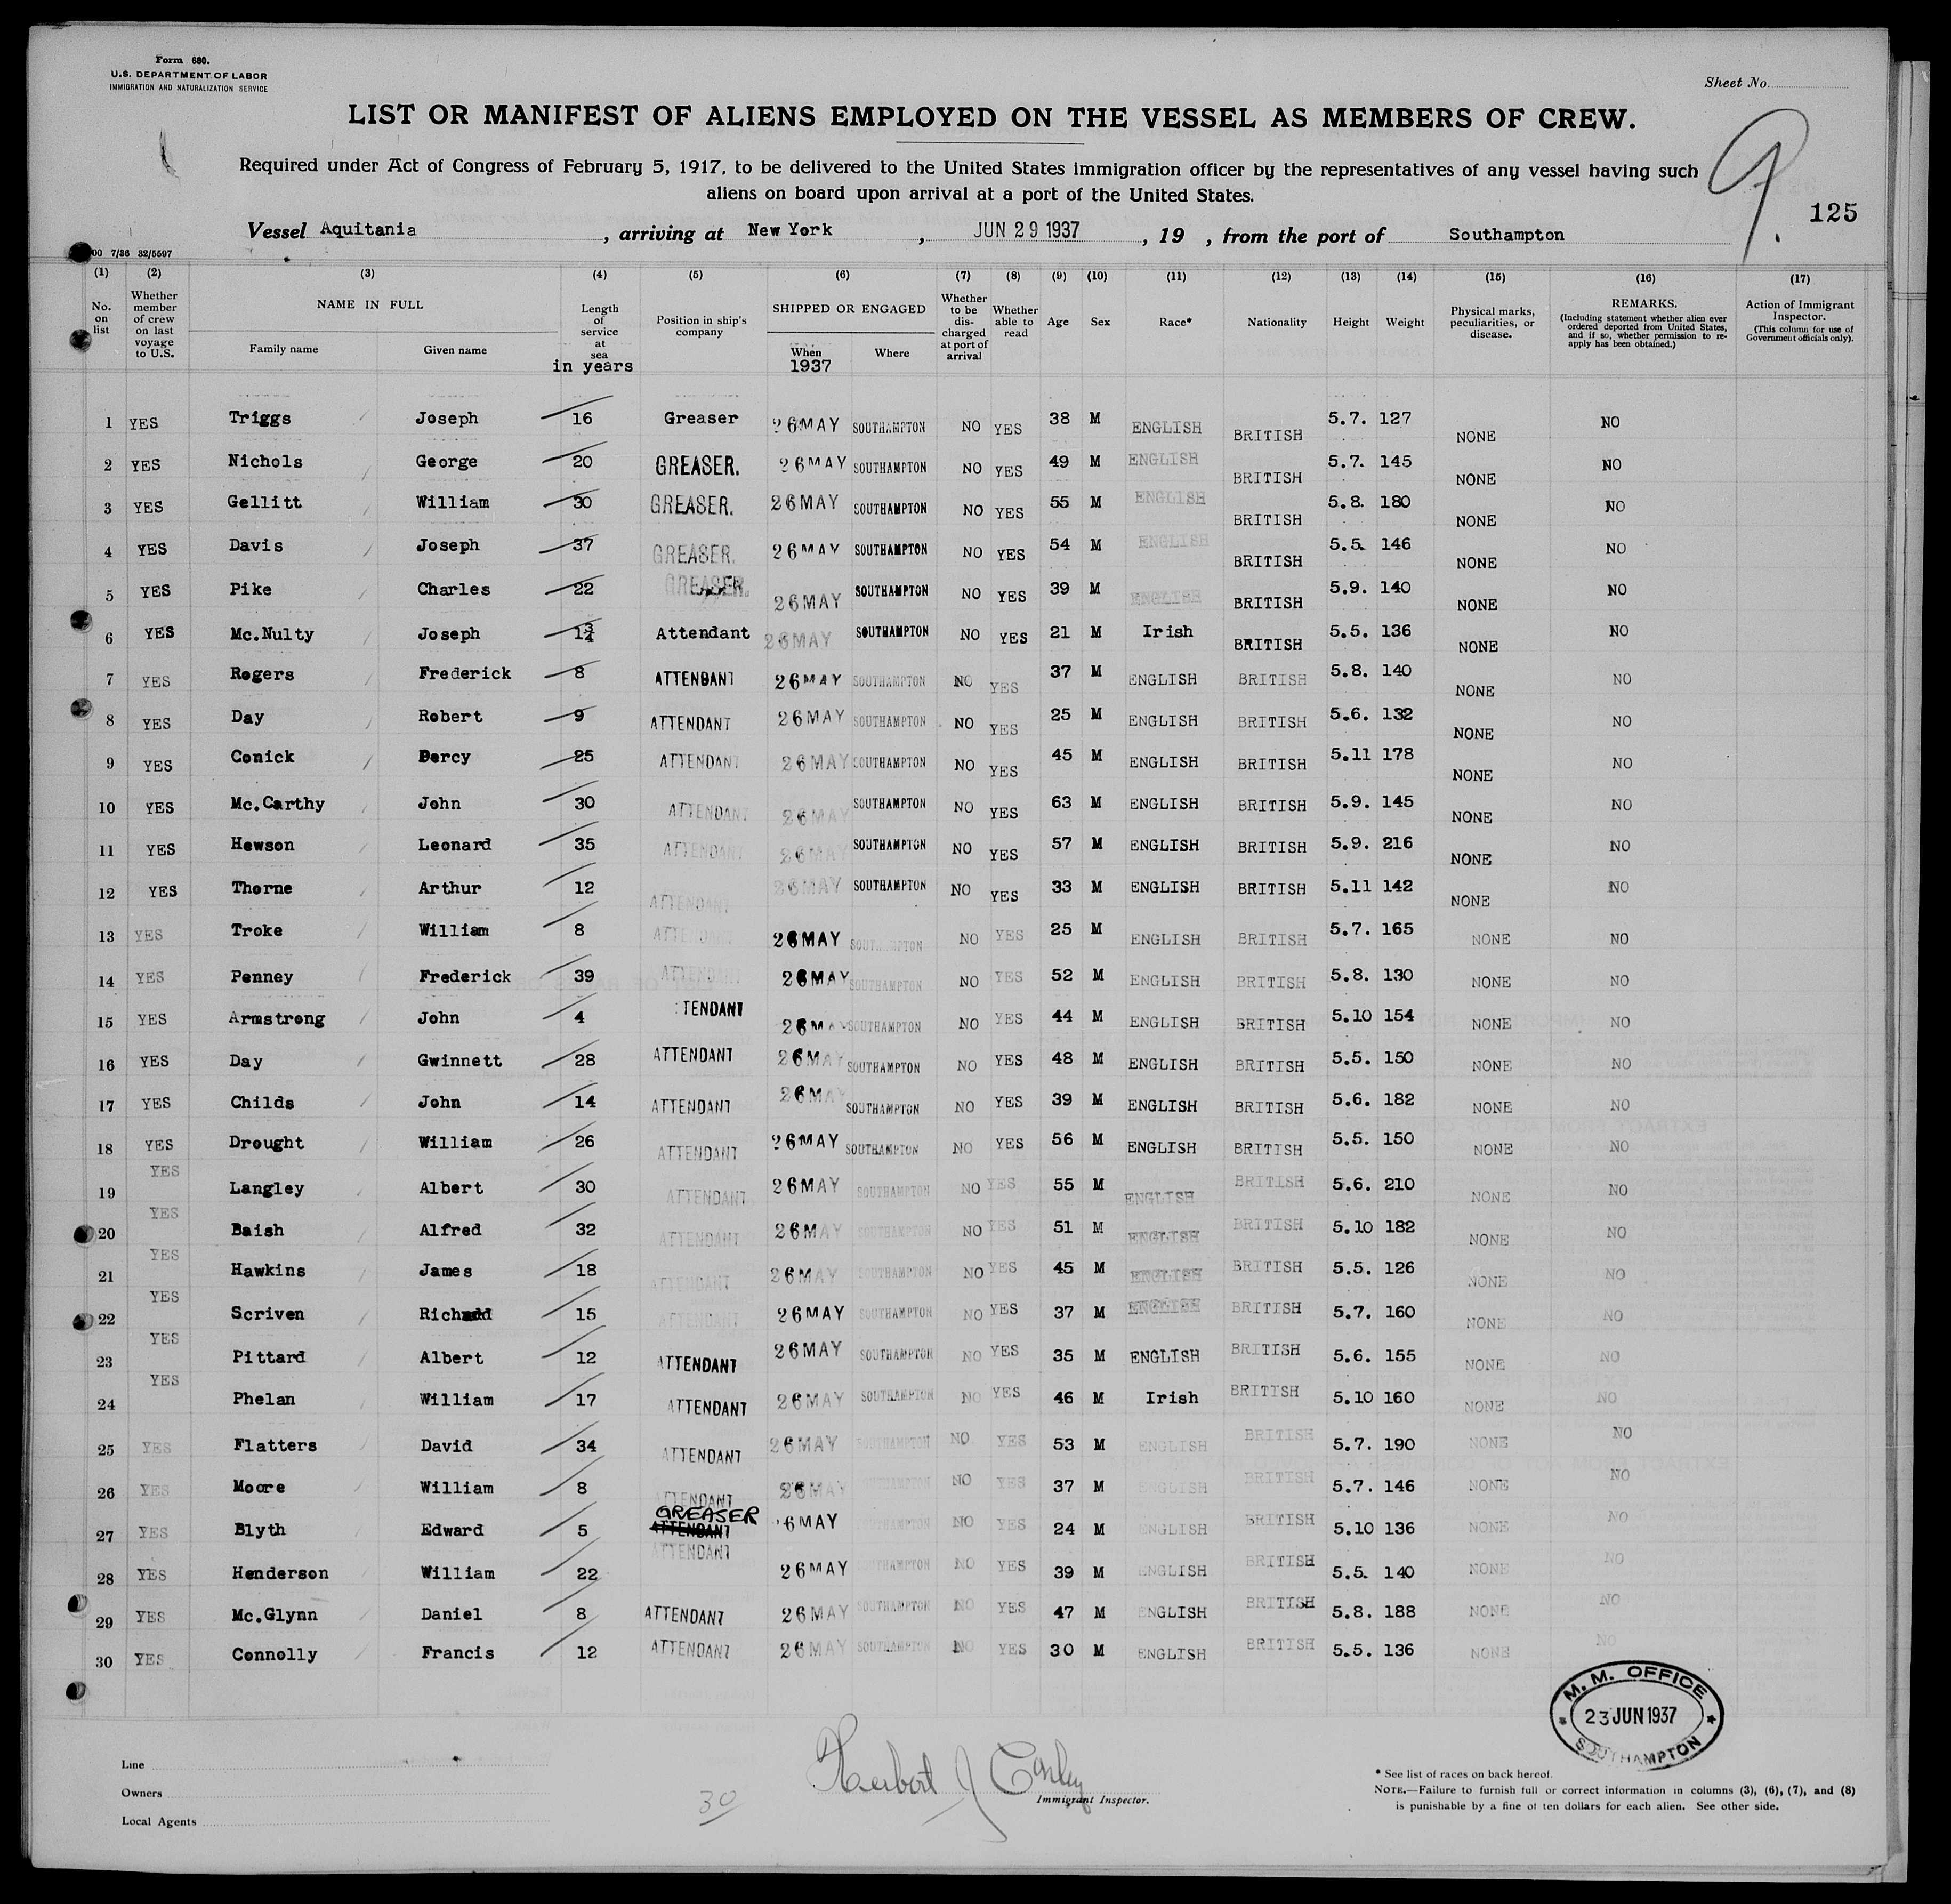 Form 680.
U.S. DEPARTMENT OF LABOR
IMMIGRATION AND NATURALIZATION SERVICE
Sheet No.
LIST OR MANIFEST OF ALIENS EMPLOYED ON THE VESSEL AS MEMBERS OF CREW.
Required under Act of Congress of February 5, 1917, to be delivered to the United States immigration officer by the representatives of any vessel having such
aliens on board upon arrival at a port of the United States.
9.
125
Vessel Aquitania, arriving at New York, JUN 29 1937, 19 , from the port of Southampton
00 7/36 32/5597
(1) (2) (3) (4) (5) (6) (7) (8) (9) (10) (11) (12) (13) (14) (15) (16) (17)
No. on list
Whether member of crew on last voyage to U.S.
NAME IN FULL
Family name Given name
Length of service at sea in years
Position in ship's company
SHIPPED OR ENGAGED
When 1937 Where
Whether to be discharged at port of arrival
Whether able to read
Age Sex Race* Nationality Height Weight
Physical marks, peculiarities, or disease.
REMARKS.
(Including statement whether alien ever ordered deported from United States, and if so, whether permission to reapply has been obtained.)
Action of Immigrant Inspector.
(This column for use of Government officials only).
1 YES Triggs Joseph 16 Greaser 26 MAY SOUTHAMPTON NO YES 38 M ENGLISH BRITISH 5.7. 127 NONE NO
2 YES Nichols George 20 GREASER. 26 MAY SOUTHAMPTON NO YES 49 M ENGLISH BRITISH 5.7. 145 NONE NO
3 YES Gellitt William 30 GREASER. 26 MAY SOUTHAMPTON NO YES 55 M ENGLISH BRITISH 5.8. 180 NONE NO
4 YES Davis Joseph 37 GREASER. 26 MAY SOUTHAMPTON NO YES 54 M ENGLISH BRITISH 5.5. 146 NONE NO
5 YES Pike Charles 22 GREASER. 26 MAY SOUTHAMPTON NO YES 39 M ENGLISH BRITISH 5.9. 140 NONE NO
6 YES Mc.Nulty Joseph Attendant 26 MAY SOUTHAMPTON NO YES 21 M Irish BRITISH 5.5. 136 NONE NO
7 YES Rogers Frederick 8 ATTENDANT 26 MAY SOUTHAMPTON NO YES 37 M ENGLISH BRITISH 5.8. 140 NONE NO
8 YES Day Robert 9 ATTENDANT 26 MAY SOUTHAMPTON NO YES 25 M ENGLISH BRITISH 5.6. 132 NONE NO
9 YES Conick Percy 25 ATTENDANT 26 MAY SOUTHAMPTON NO YES 45 M ENGLISH BRITISH 5.11 178 NONE NO
10 YES Mc.Carthy John 30 ATTENDANT 26 MAY SOUTHAMPTON NO YES 63 M ENGLISH BRITISH 5.9. 145 NONE NO
11 YES Hewson Leonard 35 ATTENDANT 26 MAY SOUTHAMPTON NO YES 57 M ENGLISH BRITISH 5.9. 216 NONE NO
12 YES Thorne Arthur 12 ATTENDANT 26 MAY SOUTHAMPTON NO YES 33 M ENGLISH BRITISH 5.11 142 NONE NO
13 YES Troke William 8 ATTENDANT 26 MAY SOUTHAMPTON NO YES 25 M ENGLISH BRITISH 5.7. 165 NONE NO
14 YES Penney Frederick 39 ATTENDANT 26 MAY SOUTHAMPTON NO YES 52 M ENGLISH BRITISH 5.8. 130 NONE NO
15 YES Armstrong John 4 TENDANT 26 MAY SOUTHAMPTON NO YES 44 M ENGLISH BRITISH 5.10 154 NONE NO
16 YES Day Gwinnett 28 ATTENDANT 26 MAY SOUTHAMPTON NO YES 48 M ENGLISH BRITISH 5.5. 150 NONE NO
17 YES Childs John 14 ATTENDANT 26 MAY SOUTHAMPTON NO YES 39 M ENGLISH BRITISH 5.6. 182 NONE NO
18 YES Drought William 26 ATTENDANT 26 MAY SOUTHAMPTON NO YES 56 M ENGLISH BRITISH 5.5. 150 NONE NO
19 YES Langley Albert 30 ATTENDANT 26 MAY SOUTHAMPTON NO YES 55 M ENGLISH BRITISH 5.6. 210 NONE NO
20 YES Baish Alfred 32 ATTENDANT 26 MAY SOUTHAMPTON NO YES 51 M ENGLISH BRITISH 5.10 182 NONE NO
21 YES Hawkins James 18 ATTENDANT 26 MAY SOUTHAMPTON NO YES 45 M ENGLISH BRITISH 5.5. 126 NONE NO
22 YES Scriven Richadd 15 ATTENDANT 26 MAY SOUTHAMPTON NO YES 37 M ENGLISH BRITISH 5.7. 160 NONE NO
23 YES Pittard Albert 12 ATTENDANT 26 MAY SOUTHAMPTON NO YES 35 M ENGLISH BRITISH 5.6. 155 NONE NO
24 YES Phelan William 17 ATTENDANT 26 MAY SOUTHAMPTON NO YES 46 M Irish BRITISH 5.10 160 NONE NO
25 YES Flatters David 34 ATTENDANT 26 MAY SOUTHAMPTON NO YES 53 M ENGLISH BRITISH 5.7. 190 NONE NO
26 YES Moore William 8 ATTENDANT 26 MAY SOUTHAMPTON NO YES 37 M ENGLISH BRITISH 5.7. 146 NONE NO
27 YES Blyth Edward 5 GREASER ATTENDANT 26 MAY SOUTHAMPTON NO YES 24 M ENGLISH BRITISH 5.10 136 NONE NO
28 YES Henderson William 22 ATTENDANT 26 MAY SOUTHAMPTON NO YES 39 M ENGLISH BRITISH 5.5. 140 NONE NO
29 YES Mc.Glynn Daniel 8 ATTENDANT 26 MAY SOUTHAMPTON NO YES 47 M ENGLISH BRITISH 5.8. 188 NONE NO
30 YES Connolly Francis 12 ATTENDANT 26 MAY SOUTHAMPTON NO YES 30 M ENGLISH BRITISH 5.5. 136 NONE NO
M. M. OFFICE
23 JUN 1937
SOUTHAMPTON
Line
Owners
Local Agents
30
Herbert J
Immigrant Inspector.
* See list of races on back hereof.
NOTE.—Failure to furnish full or correct information in columns (3), (6), (7), and (8)
is punishable by a fine of ten dollars for each alien. See other side.